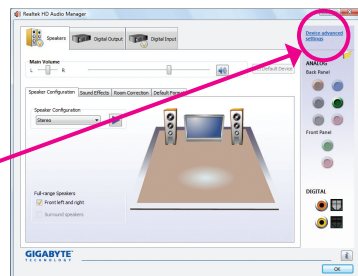 Realtek HD Audio Manager
Speakers
Digital Output
Digital Input
Device advanced
settings
Main Volume
L
R
Default Device
ANALOG
Back Panel
Speaker Configuration
Sound Effects
Room Correction
Default Format
Speaker Configuration
Stereo
Front Panel
Full-range Speakers
Front left and right
Surround speakers
DIGITAL
GIGABYTE
TECHNOLOGY
OK